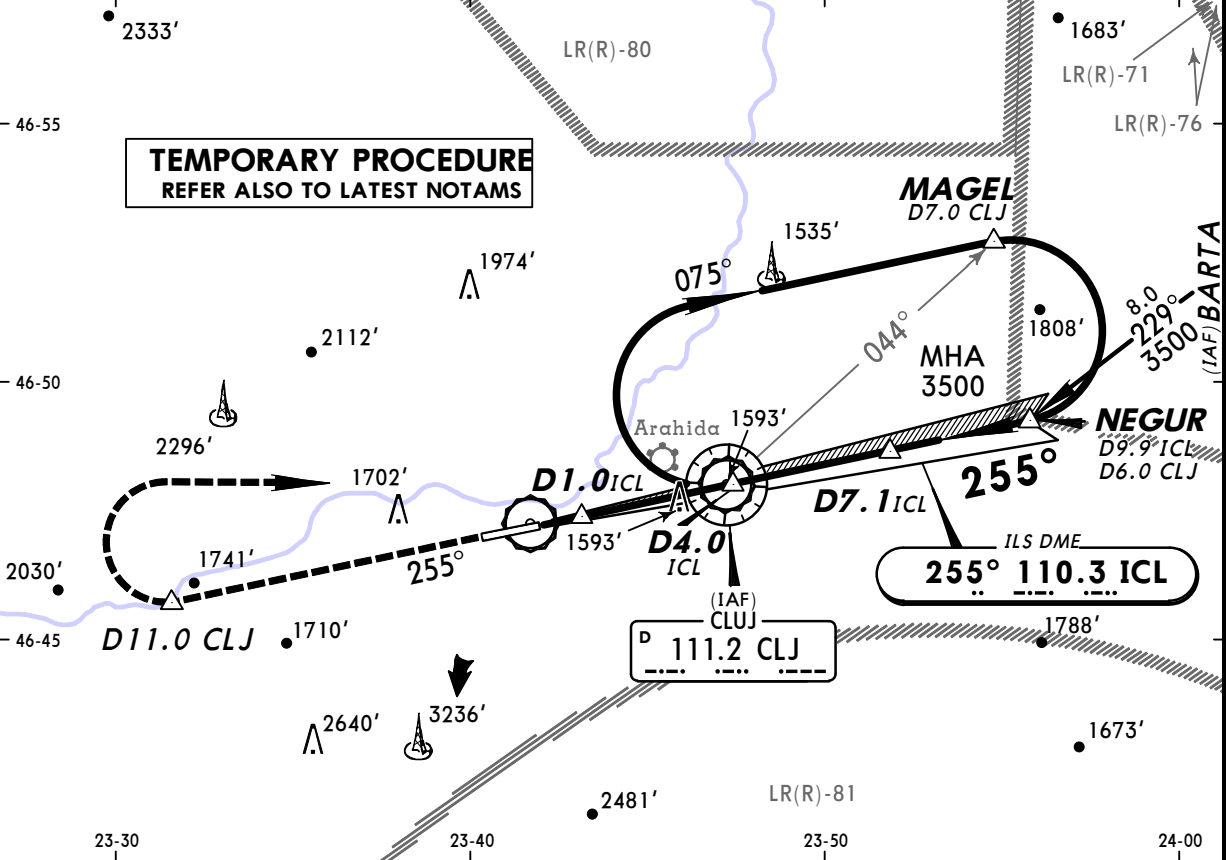 2333′
LR(R)-80
1683′
LR(R)-71
LR(R)-76
46-55
TEMPORARY PROCEDURE
REFER ALSO TO LATEST NOTAMS
MAGEL
D7.0 CLJ
1535′
1974′
075°
(IAF) BARTA
8.0
229°
3500
2112′
1808′
044°
MHA
3500
46-50
2296′
Arahida
1593′
NEGUR
D9.9 ICL
D6.0 CLJ
255°
1702′
D1.0 ICL
D7.1 ICL
1593′
D4.0
ICL
255°
1741′
2030′
ILS DME
255° 110.3 ICL
(IAF)
CLUJ
D 111.2 CLJ
D11.0 CLJ
46-45
1710′
1788′
3236′
2640′
1673′
2481′
LR(R)-81
23-30
23-40
23-50
24-00